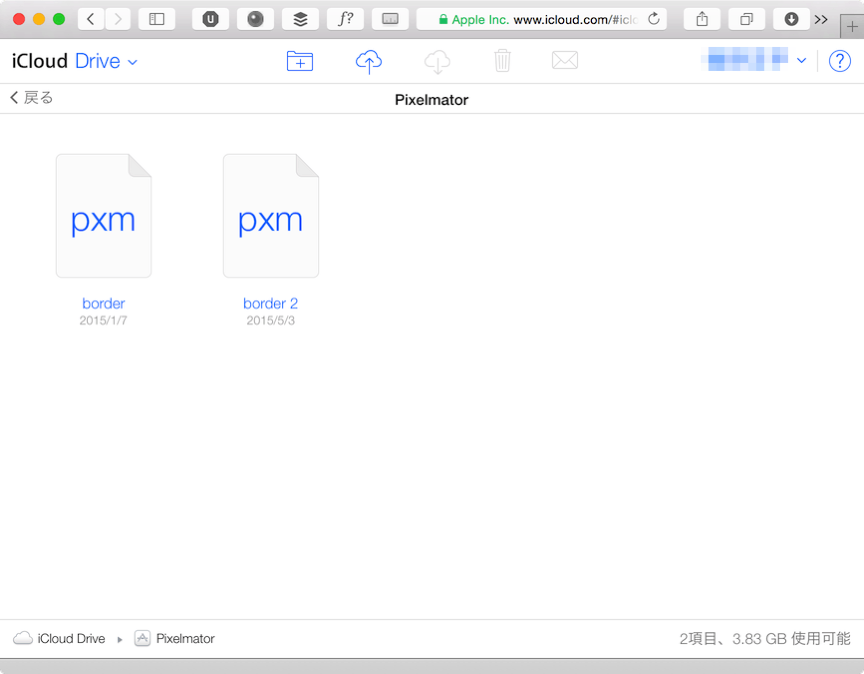 U
f?
Apple Inc. www.icloud.com/#icl
iCloud Drive
?
戻る
Pixelmator
pxm
pxm
border
border 2
2015/1/7
2015/5/3
iCloud Drive ▸ Pixelmator
2項目、3.83 GB 使用可能